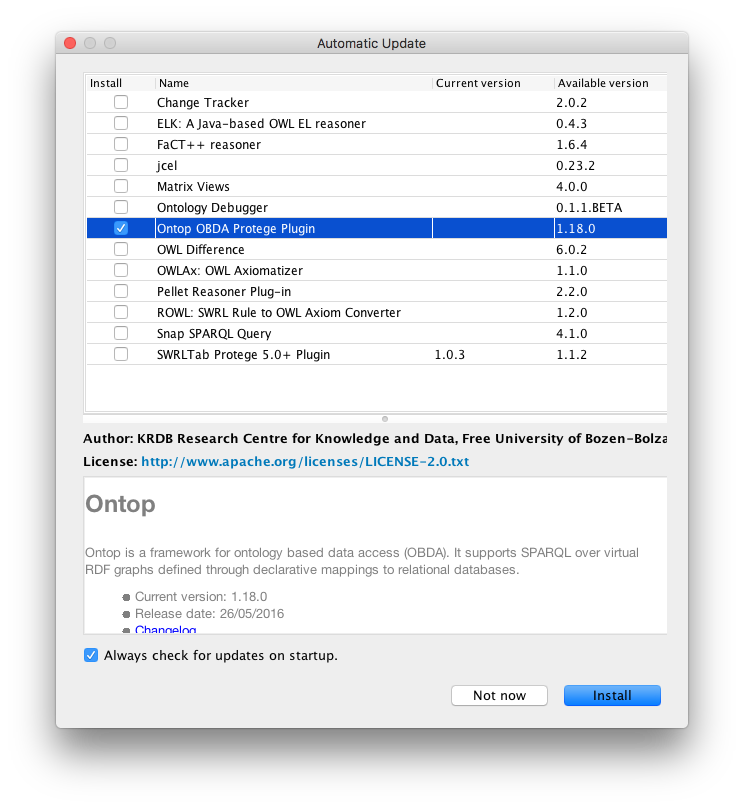 Automatic Update
Install Name Current version Available version
Change Tracker 2.0.2
ELK: A Java-based OWL EL reasoner 0.4.3
FaCT++ reasoner 1.6.4
jcel 0.23.2
Matrix Views 4.0.0
Ontology Debugger 0.1.1.BETA
Ontop OBDA Protege Plugin 1.18.0
OWL Difference 6.0.2
OWLAx: OWL Axiomatizer 1.1.0
Pellet Reasoner Plug-in 2.2.0
ROWL: SWRL Rule to OWL Axiom Converter 1.2.0
Snap SPARQL Query 4.1.0
SWRLTab Protege 5.0+ Plugin 1.0.3 1.1.2
Author: KRDB Research Centre for Knowledge and Data, Free University of Bozen-Bolza
License: http://www.apache.org/licenses/LICENSE-2.0.txt
Ontop
Ontop is a framework for ontology based data access (OBDA). It supports SPARQL over virtual
RDF graphs defined through declarative mappings to relational databases.
Current version: 1.18.0
Release date: 26/05/2016
Changelog
Always check for updates on startup.
Not now Install